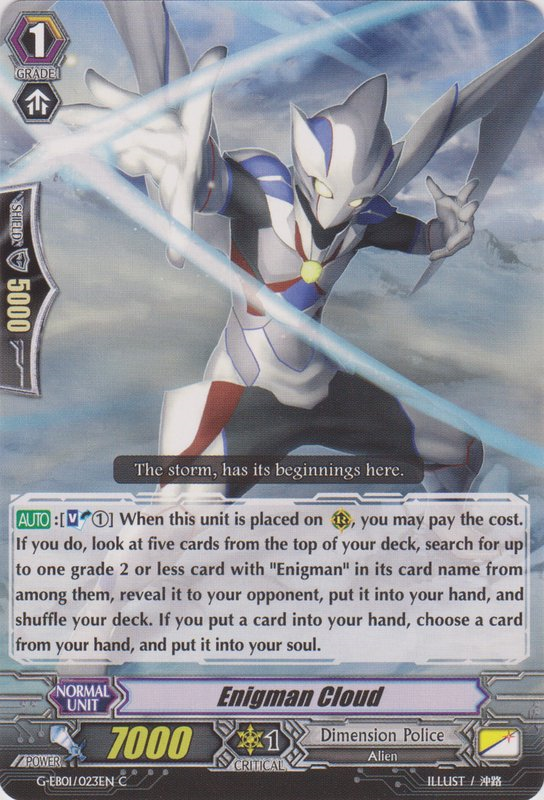 1
GRADE
SHIELD
5000
The storm, has its beginnings here.
AUTO :[V ①] When this unit is placed on R, you may pay the cost.
If you do, look at five cards from the top of your deck, search for up
to one grade 2 or less card with "Enigman" in its card name from
among them, reveal it to your opponent, put it into your hand, and
shuffle your deck. If you put a card into your hand, choose a card
from your hand, and put it into your soul.
NORMAL
UNIT
Enigman Cloud
POWER
7000
1
CRITICAL
Dimension Police
Alien
G-EB01/023EN C
ILLUST / 沖路